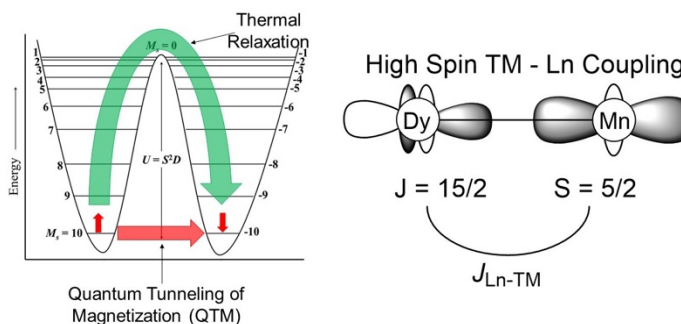 Thermal
Relaxation
Mₛ = 0
1
2
3
4
5
6
7
8
9
Mₛ = 10
-1
-2
-3
-4
-5
-6
-7
-8
-9
-10
U = S²D
Energy
Quantum Tunneling of
Magnetization (QTM)
High Spin TM - Ln Coupling
Dy
Mn
J = 15/2
S = 5/2
J_Ln-TM